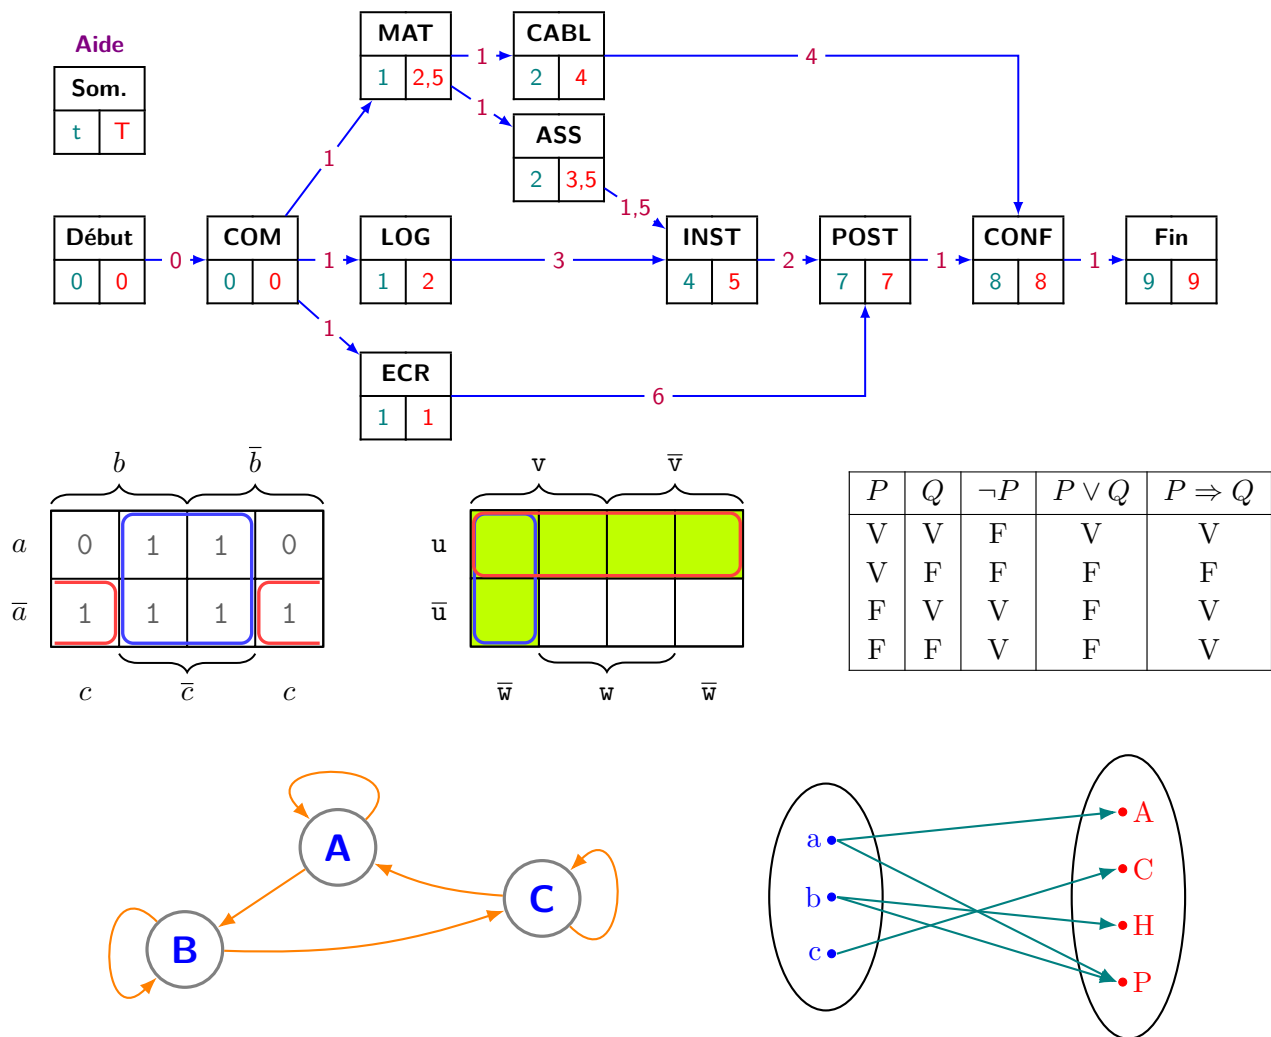 Aide
Som.
t T
MAT
1 2,5
1
CABL
2 4
4
1
ASS
2 3,5
1
1,5
Début
0 0
0
COM
0 0
1
LOG
1 2
3
INST
4 5
2
POST
7 7
1
CONF
8 8
1
Fin
9 9
1
ECR
1 1
6
b b̅
a 0 1 1 0
a̅ 1 1 1 1
c c̅ c
v v̅
u
u̅
w̅ w w̅
P Q ¬P P ∨ Q P ⇒ Q
V V F V V
V F F F F
F V V F V
F F V F V
A
B
C
a
b
c
A
C
H
P